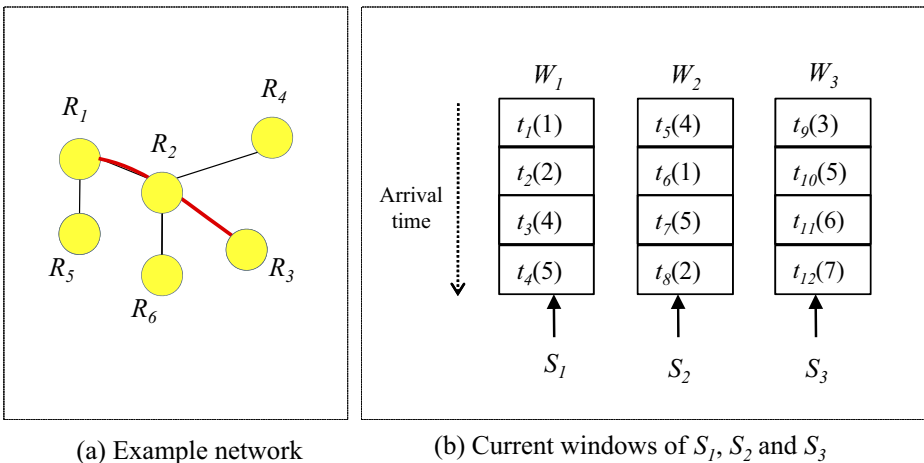 R₁
R₂
R₄
R₅
R₆
R₃
(a) Example network
W₁ W₂ W₃
Arrival time
t₁(1) t₅(4) t₉(3)
t₂(2) t₆(1) t₁₀(5)
t₃(4) t₇(5) t₁₁(6)
t₄(5) t₈(2) t₁₂(7)
S₁ S₂ S₃
(b) Current windows of S₁, S₂ and S₃